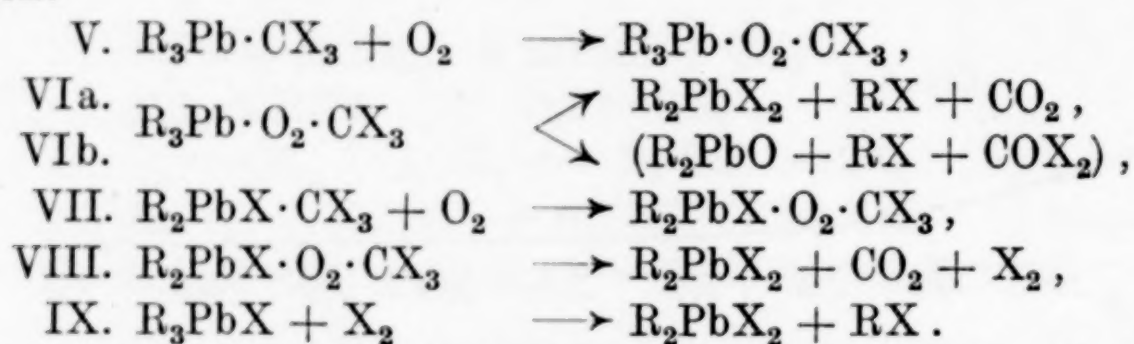 V. R₃Pb·CX₃ + O₂ → R₃Pb·O₂·CX₃,
VIa. R₂PbX₂ + RX + CO₂,
R₃Pb·O₂·CX₃
VIb. (R₂PbO + RX + COX₂),
VII. R₂PbX·CX₃ + O₂ → R₂PbX·O₂·CX₃,
VIII. R₂PbX·O₂·CX₃ → R₂PbX₂ + CO₂ + X₂,
IX. R₃PbX + X₂ → R₂PbX₂ + RX.